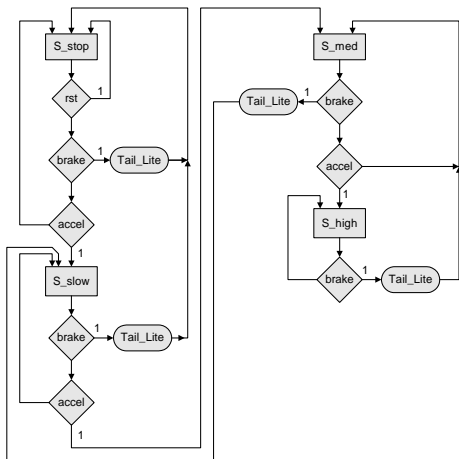 S_stop
1
rst
1
brake
Tail_Lite
accel
1
S_slow
1
brake
Tail_Lite
accel
1
S_med
Tail_Lite
1
brake
accel
1
S_high
1
brake
Tail_Lite